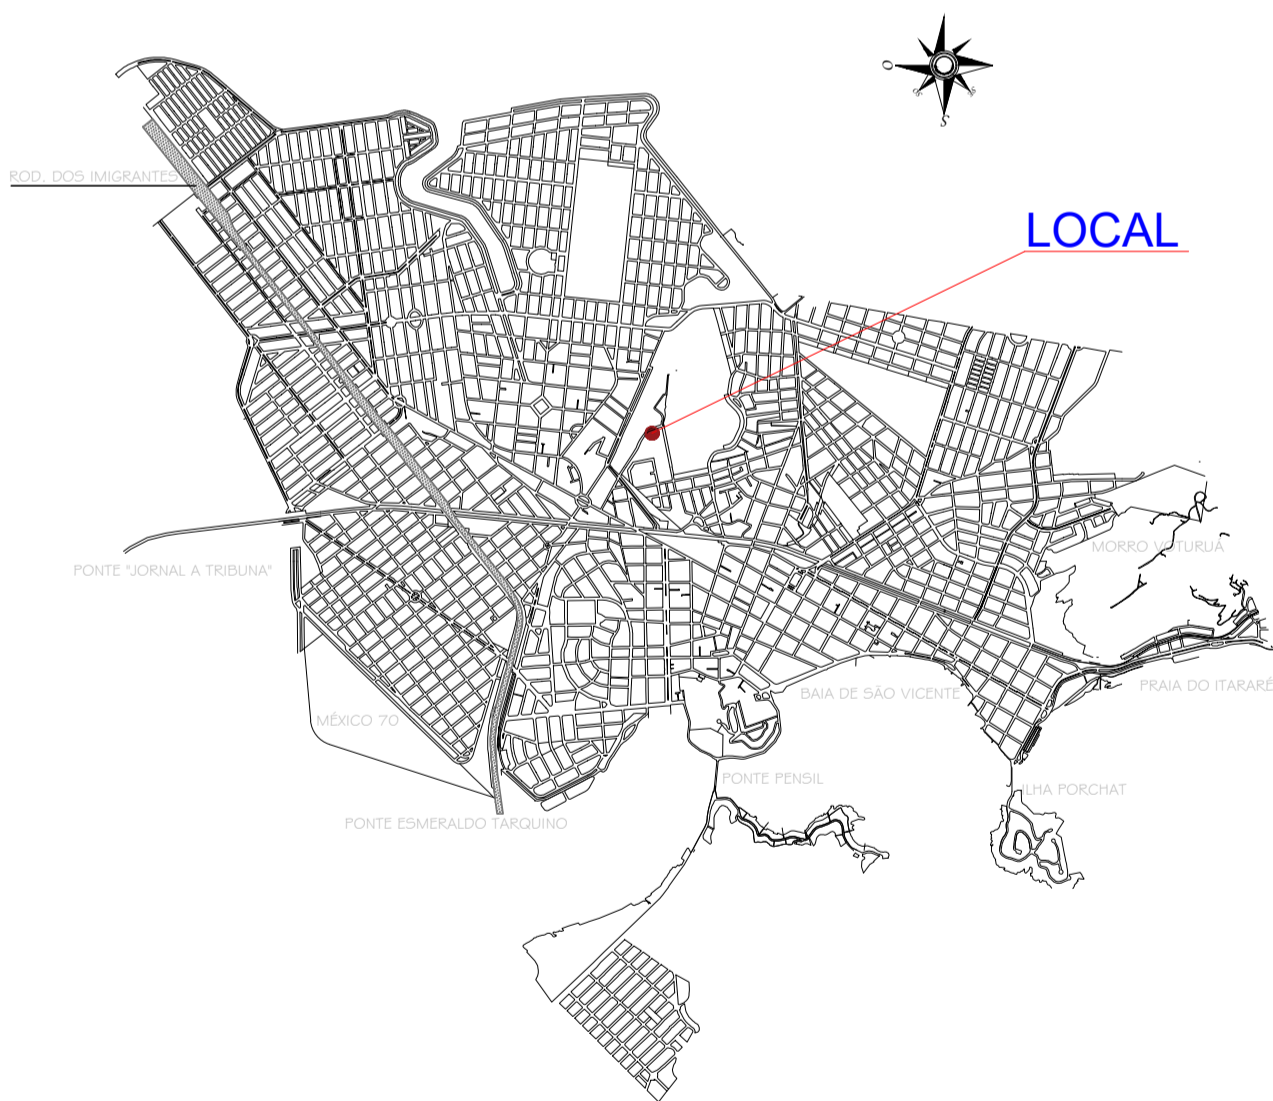 O
S
ROD. DOS IMIGRANTES
LOCAL
MORRO VOTURUÁ
PONTE "JORNAL A TRIBUNA"
PRAIA DO ITARARÉ
BAIA DE SÃO VICENTE
MÉXICO 70
PONTE PENSIL
ILHA PORCHAT
PONTE ESMERALDO TARQUINO